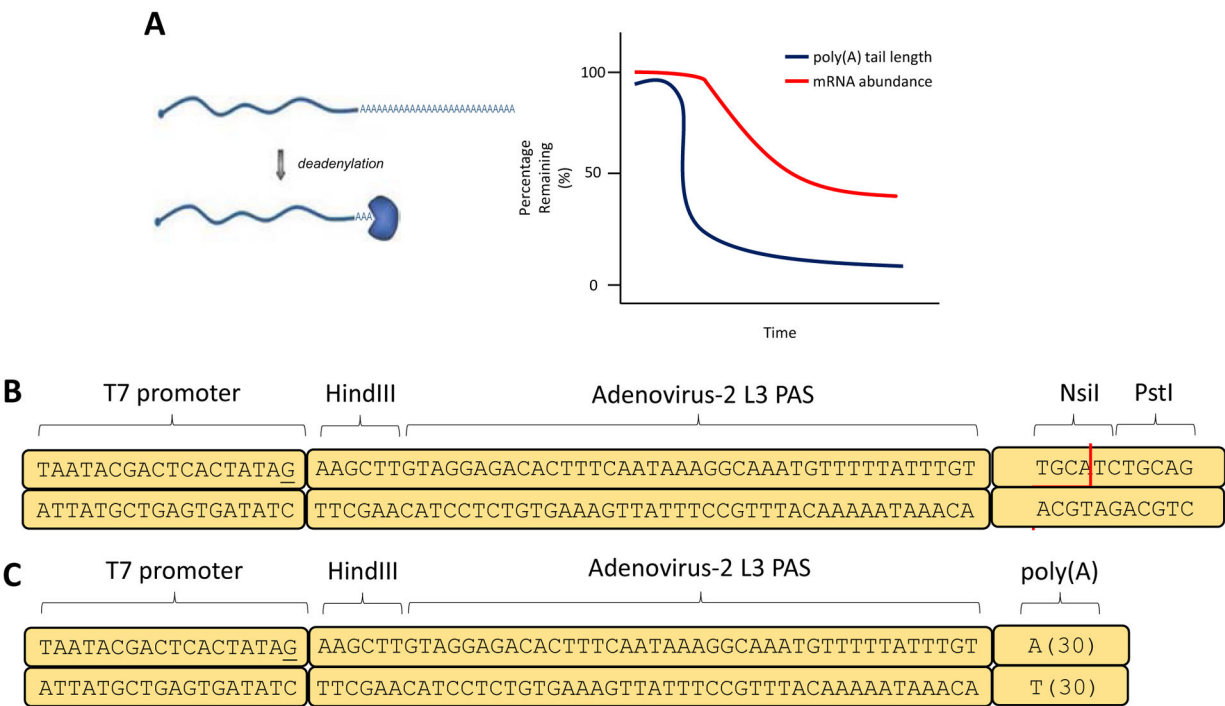 A
AAAAAAAAAAAAAAAAAAAAAAAAAAAA
deadenylation
AAA
poly(A) tail length
mRNA abundance
100
50
0
Percentage
Remaining
(%)
Time
B
T7 promoter HindIII Adenovirus-2 L3 PAS NsiI PstI
TAATACGACTCACTATAG AAGCTTGTAGGAGACACTTTCAATAAAGGCAAATGTTTTTATTTGT TGCATCTGCAG
ATTATGCTGAGTGATATC TTCGAACATCCTCTGTGAAAGTTATTTCCGTTTACAAAAATAAACA ACGTAGACGTC
C
T7 promoter HindIII Adenovirus-2 L3 PAS poly(A)
TAATACGACTCACTATAG AAGCTTGTAGGAGACACTTTCAATAAAGGCAAATGTTTTTATTTGT A(30)
ATTATGCTGAGTGATATC TTCGAACATCCTCTGTGAAAGTTATTTCCGTTTACAAAAATAAACA T(30)